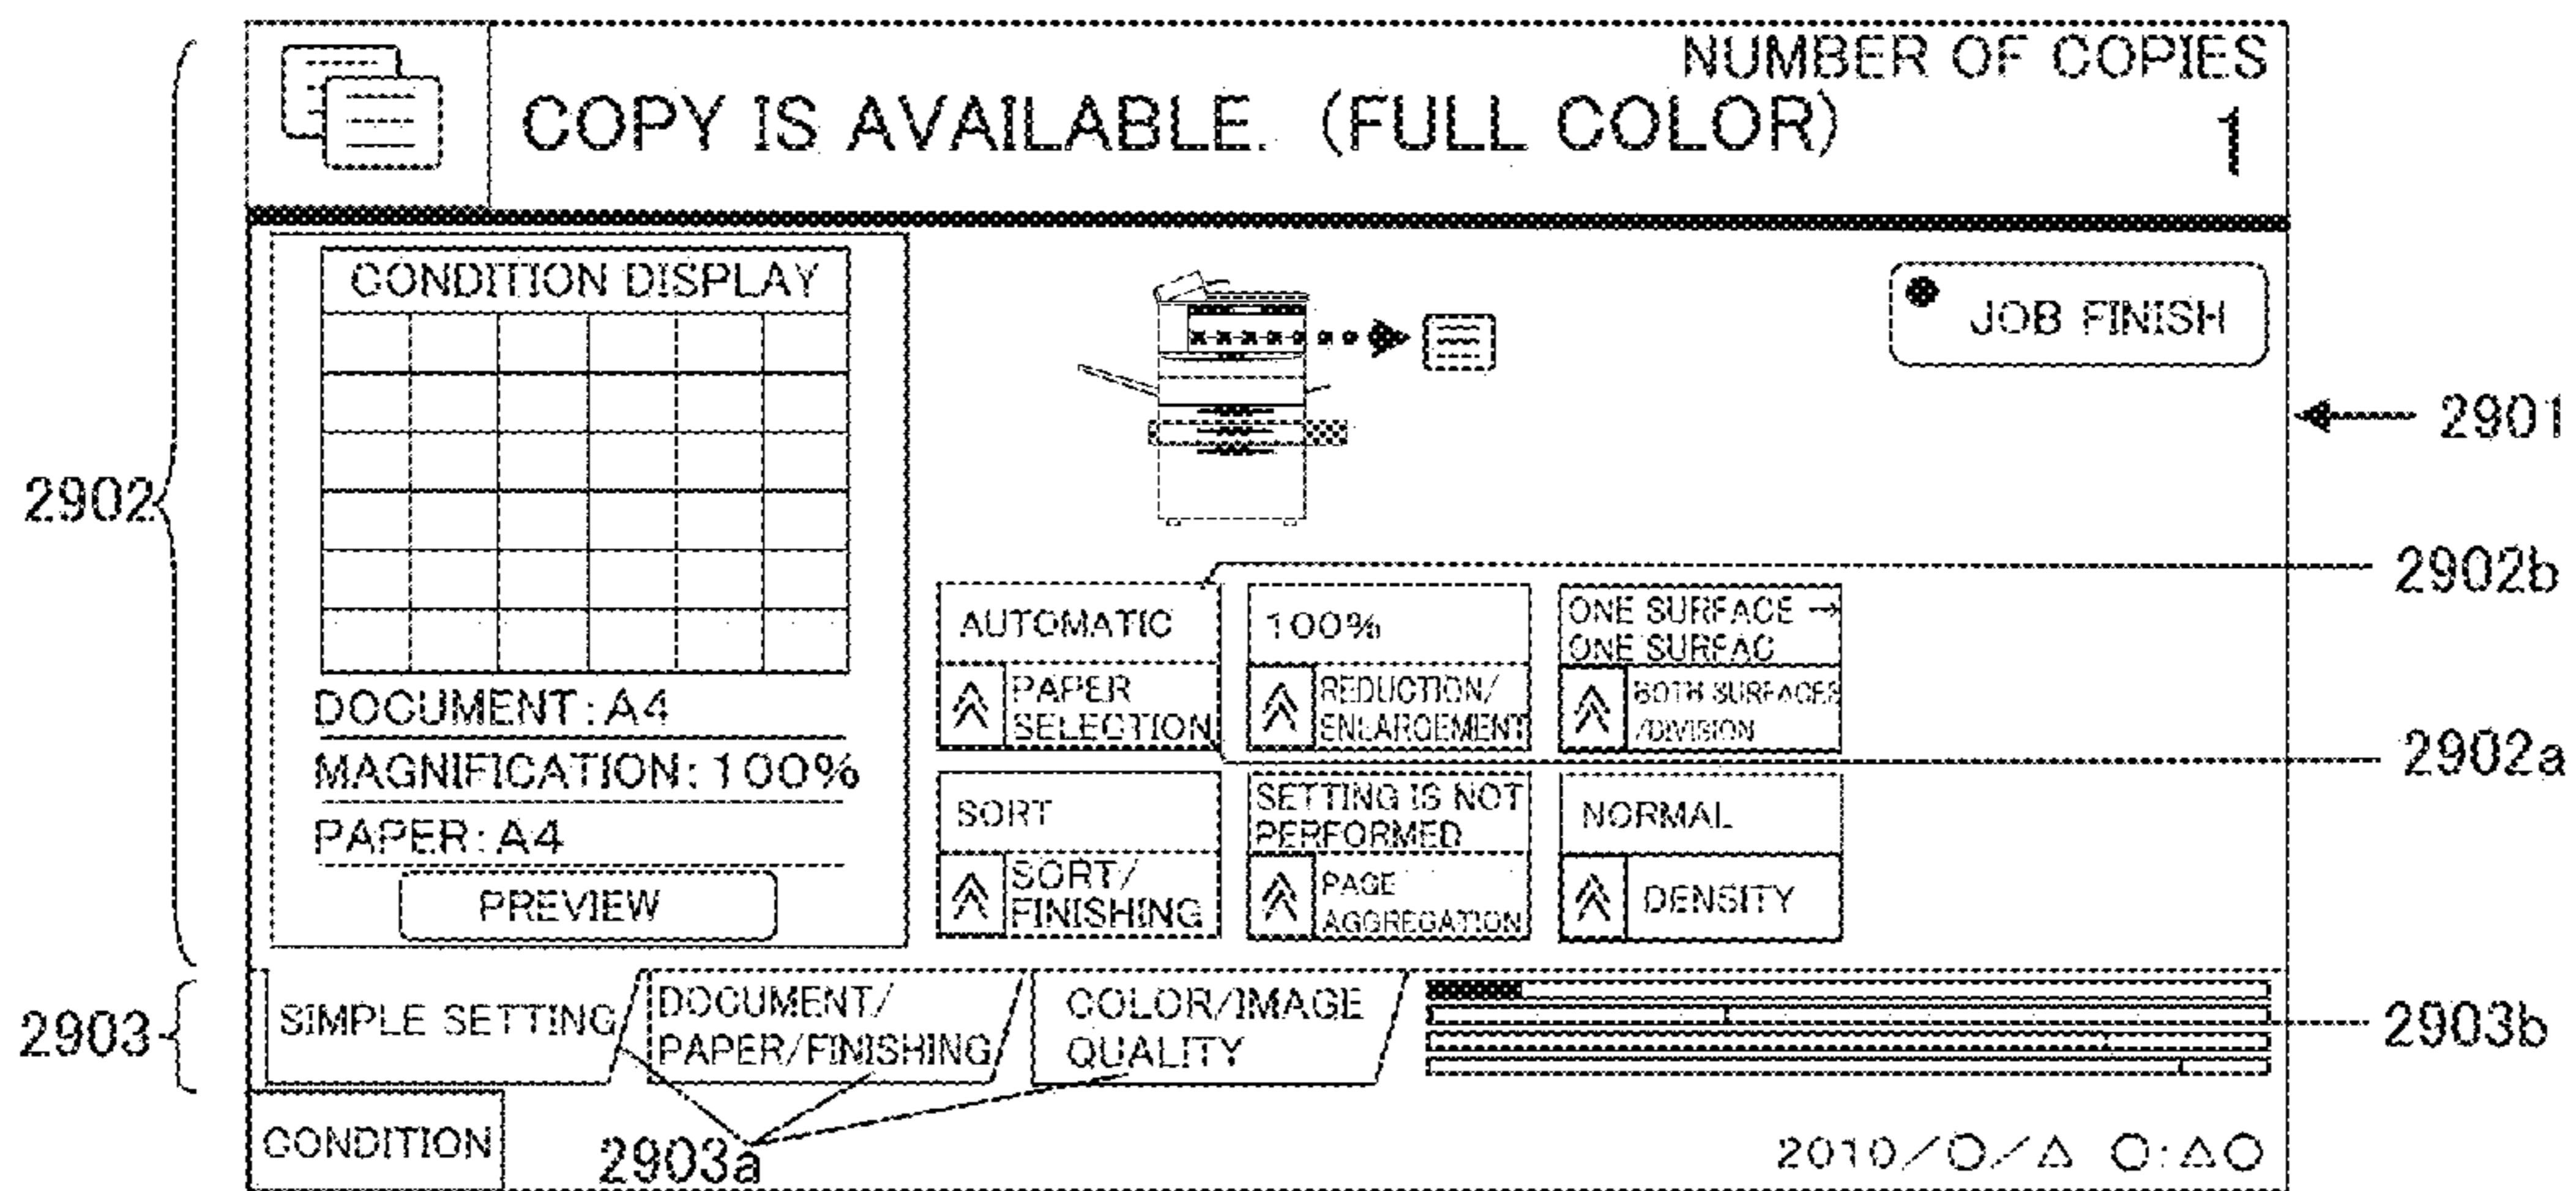 NUMBER OF COPIES
COPY IS AVAILABLE. (FULL COLOR)
1
CONDITION DISPLAY
JOB FINISH
2901
2902
2902b
AUTOMATIC
PAPER
SELECTION
100%
REDUCTION/
ENLARGEMENT
ONE SURFACE →
ONE SURFAC
BOTH SURFACES
/DIVISION
2902a
DOCUMENT:A4
MAGNIFICATION:100%
PAPER:A4
PREVIEW
SORT
SORT/
FINISHING
SETTING IS NOT
PERFORMED
PAGE
AGGREGATION
NORMAL
DENSITY
2903
SIMPLE SETTING
DOCUMENT/
PAPER/FINISHING
COLOR/IMAGE
QUALITY
2903b
CONDITION
2903a
2010/○/△ ○:△○